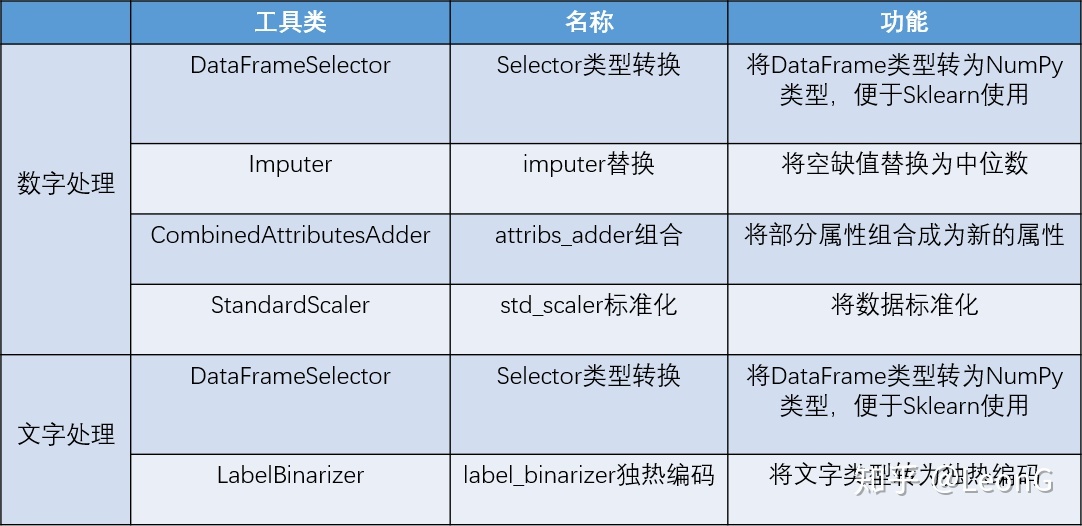 工具类 名称 功能
DataFrameSelector Selector类型转换 将DataFrame类型转为NumPy
类型，便于Sklearn使用
数字处理
Imputer imputer替换 将空缺值替换为中位数
CombinedAttributesAdder attribs_adder组合 将部分属性组合成为新的属性
StandardScaler std_scaler标准化 将数据标准化
DataFrameSelector Selector类型转换 将DataFrame类型转为NumPy
类型，便于Sklearn使用
文字处理
LabelBinarizer label_binarizer独热编码 将文字类型转为独热编码
知乎 @LeonG